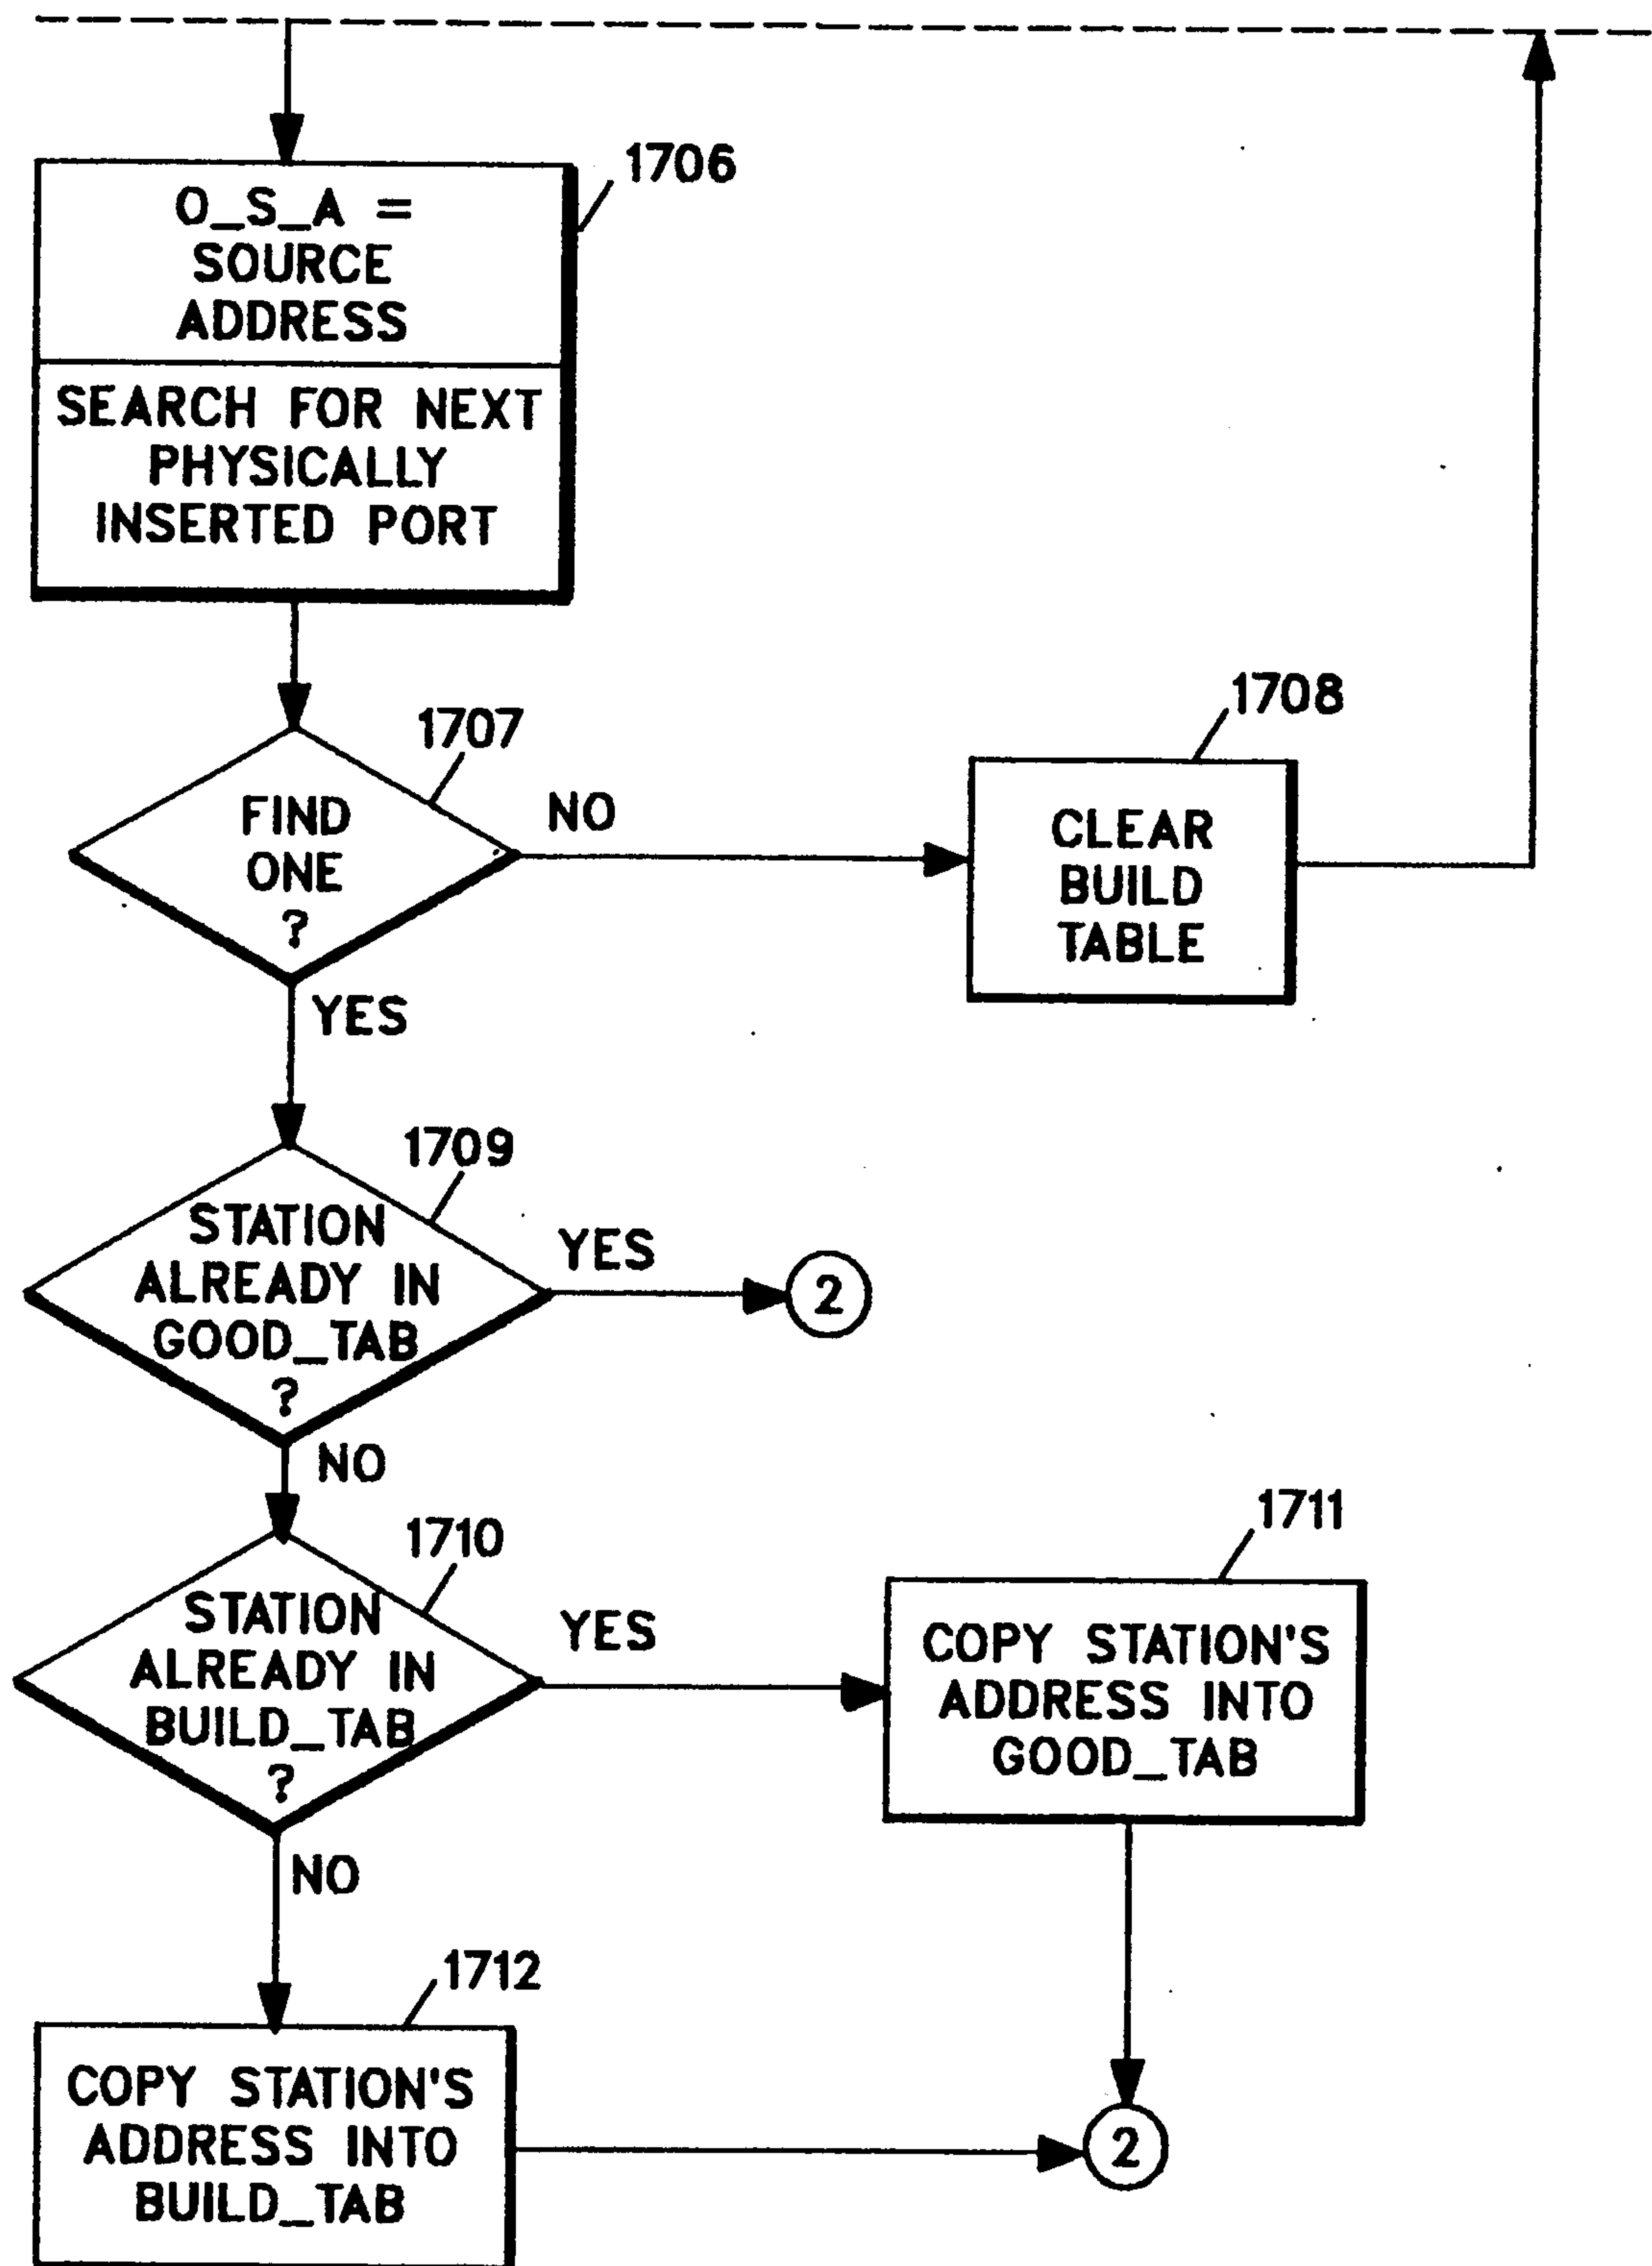 1706
O_S_A =
SOURCE
ADDRESS
SEARCH FOR NEXT
PHYSICALLY
INSERTED PORT
1707
FIND
ONE
?
NO
1708
CLEAR
BUILD
TABLE
YES
1709
STATION
ALREADY IN
GOOD_TAB
?
YES
2
NO
1710
STATION
ALREADY IN
BUILD_TAB
?
YES
1711
COPY STATION'S
ADDRESS INTO
GOOD_TAB
NO
1712
COPY STATION'S
ADDRESS INTO
BUILD_TAB
2